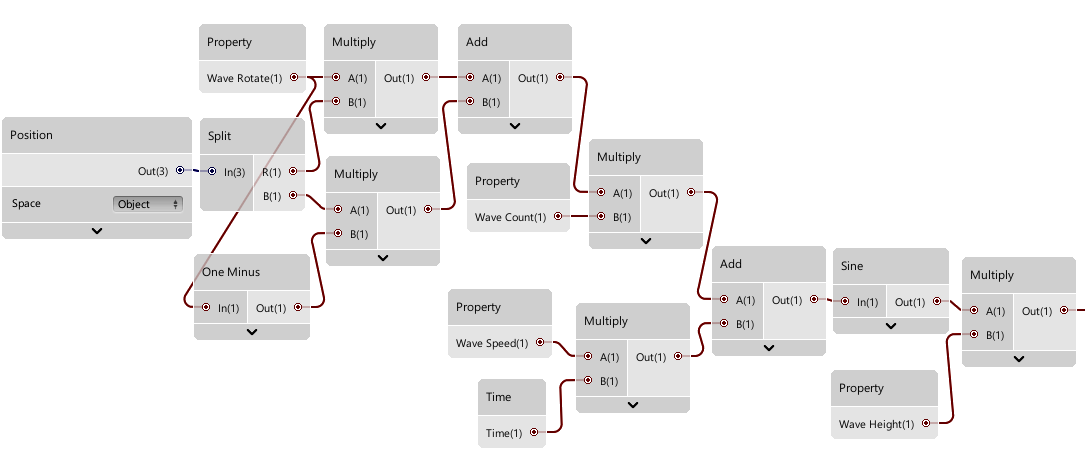 Property
Wave Rotate(1)
Multiply
A(1) Out(1)
B(1)
Add
A(1) Out(1)
B(1)
Position
Out(3)
Space Object
Split
In(3) R(1)
B(1)
Multiply
A(1) Out(1)
B(1)
One Minus
In(1) Out(1)
Property
Wave Count(1)
Multiply
A(1) Out(1)
B(1)
Property
Wave Speed(1)
Time
Time(1)
Multiply
A(1) Out(1)
B(1)
Add
A(1) Out(1)
B(1)
Sine
In(1) Out(1)
Property
Wave Height(1)
Multiply
A(1) Out(1)
B(1)